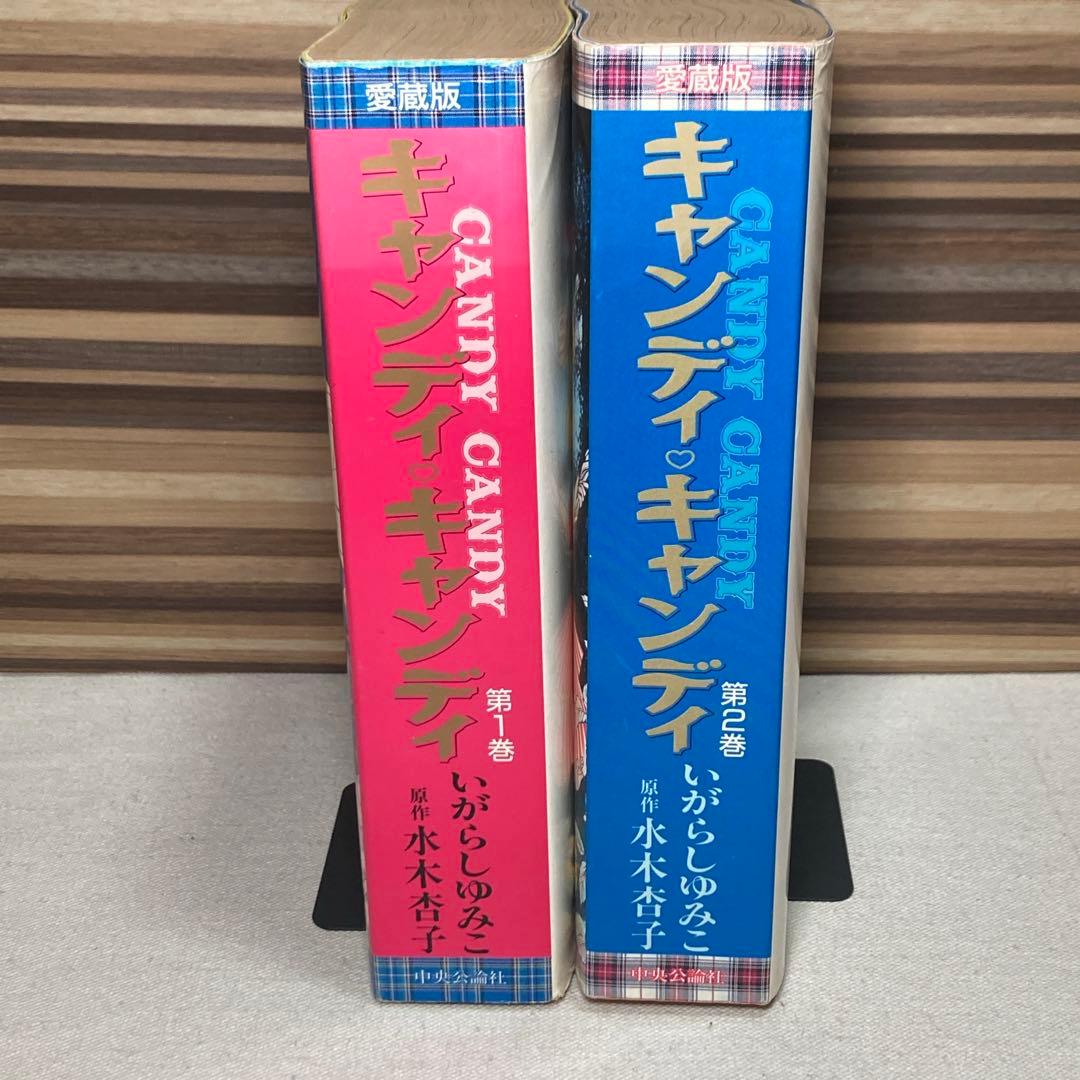 愛蔵版
キャンディ♡キャンディ
CANDY CANDY
第1巻
いがらしゆみこ
原作 水木杏子
中央公論社
愛蔵版
キャンディ♡キャンディ
CANDY CANDY
第2巻
いがらしゆみこ
原作 水木杏子
中央公論社